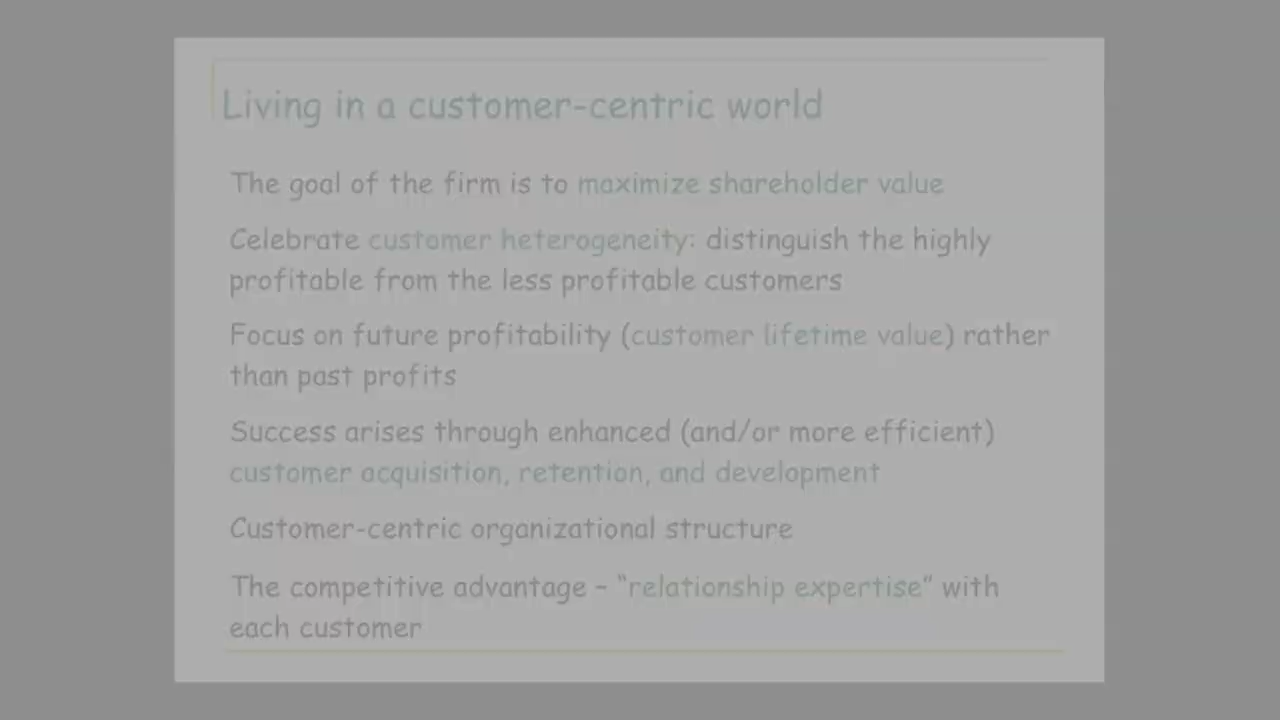 Living in a customer-centric world
The goal of the firm is to maximize shareholder value
Celebrate customer heterogeneity: distinguish the highly
profitable from the less profitable customers
Focus on future profitability (customer lifetime value) rather
than past profits
Success arises through enhanced (and/or more efficient)
customer acquisition, retention, and development
Customer-centric organizational structure
The competitive advantage – “relationship expertise” with
each customer